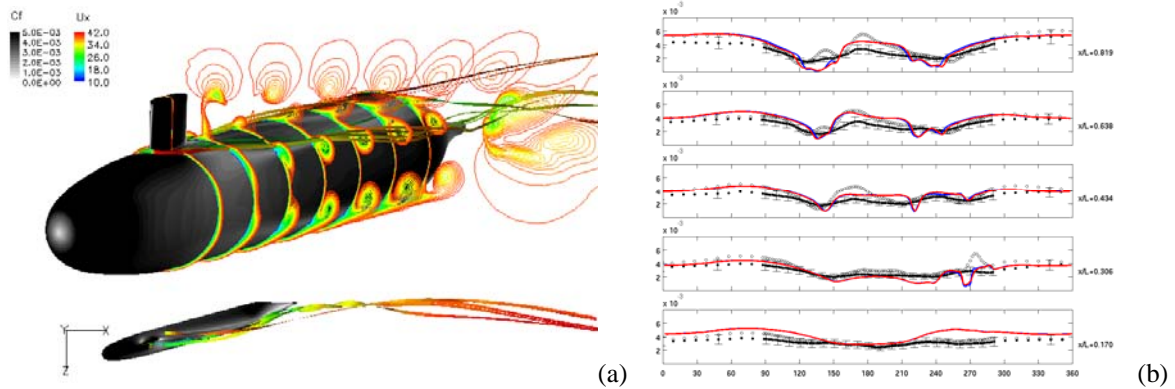 Cf
5.0E-03
4.0E-03
3.0E-03
2.0E-03
1.0E-03
0.0E+00
Ux
42.0
34.0
26.0
18.0
10.0
Y
X
Z
(a)
x 10⁻³
6
4
2
x/L=0.819
x 10⁻³
6
4
2
x/L=0.638
x 10⁻³
6
4
2
x/L=0.434
x 10⁻³
6
4
2
x/L=0.306
x 10⁻³
6
4
2
x/L=0.170
0 30 60 90 120 150 180 210 240 270 300 330 360
(b)